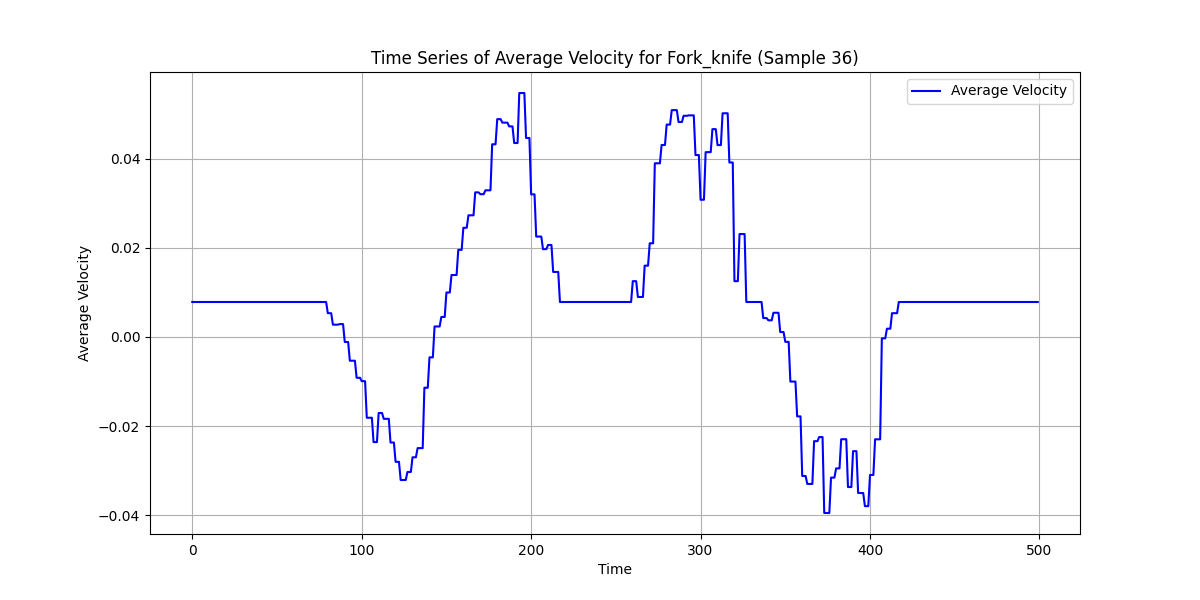 Time Series of Average Velocity for Fork_knife (Sample 36)
Average Velocity
0.04
0.02
0.00
−0.02
−0.04
Average Velocity
0 100 200 300 400 500
Time